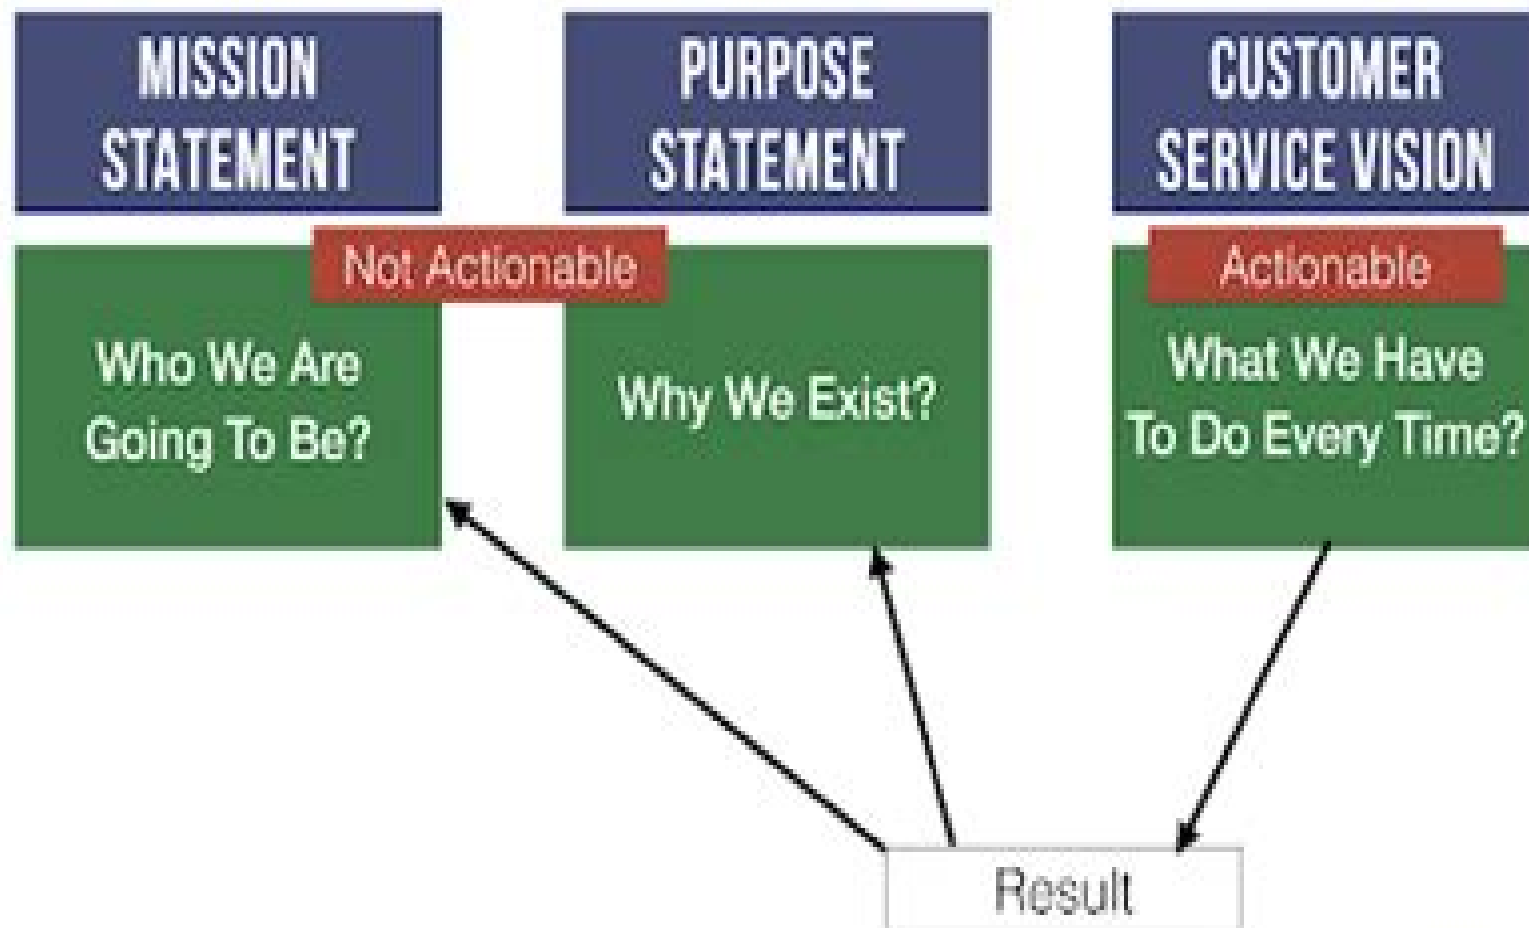 MISSION
STATEMENT
PURPOSE
STATEMENT
CUSTOMER
SERVICE VISION
Not Actionable
Actionable
Who We Are
Going To Be?
Why We Exist?
What We Have
To Do Every Time?
Result